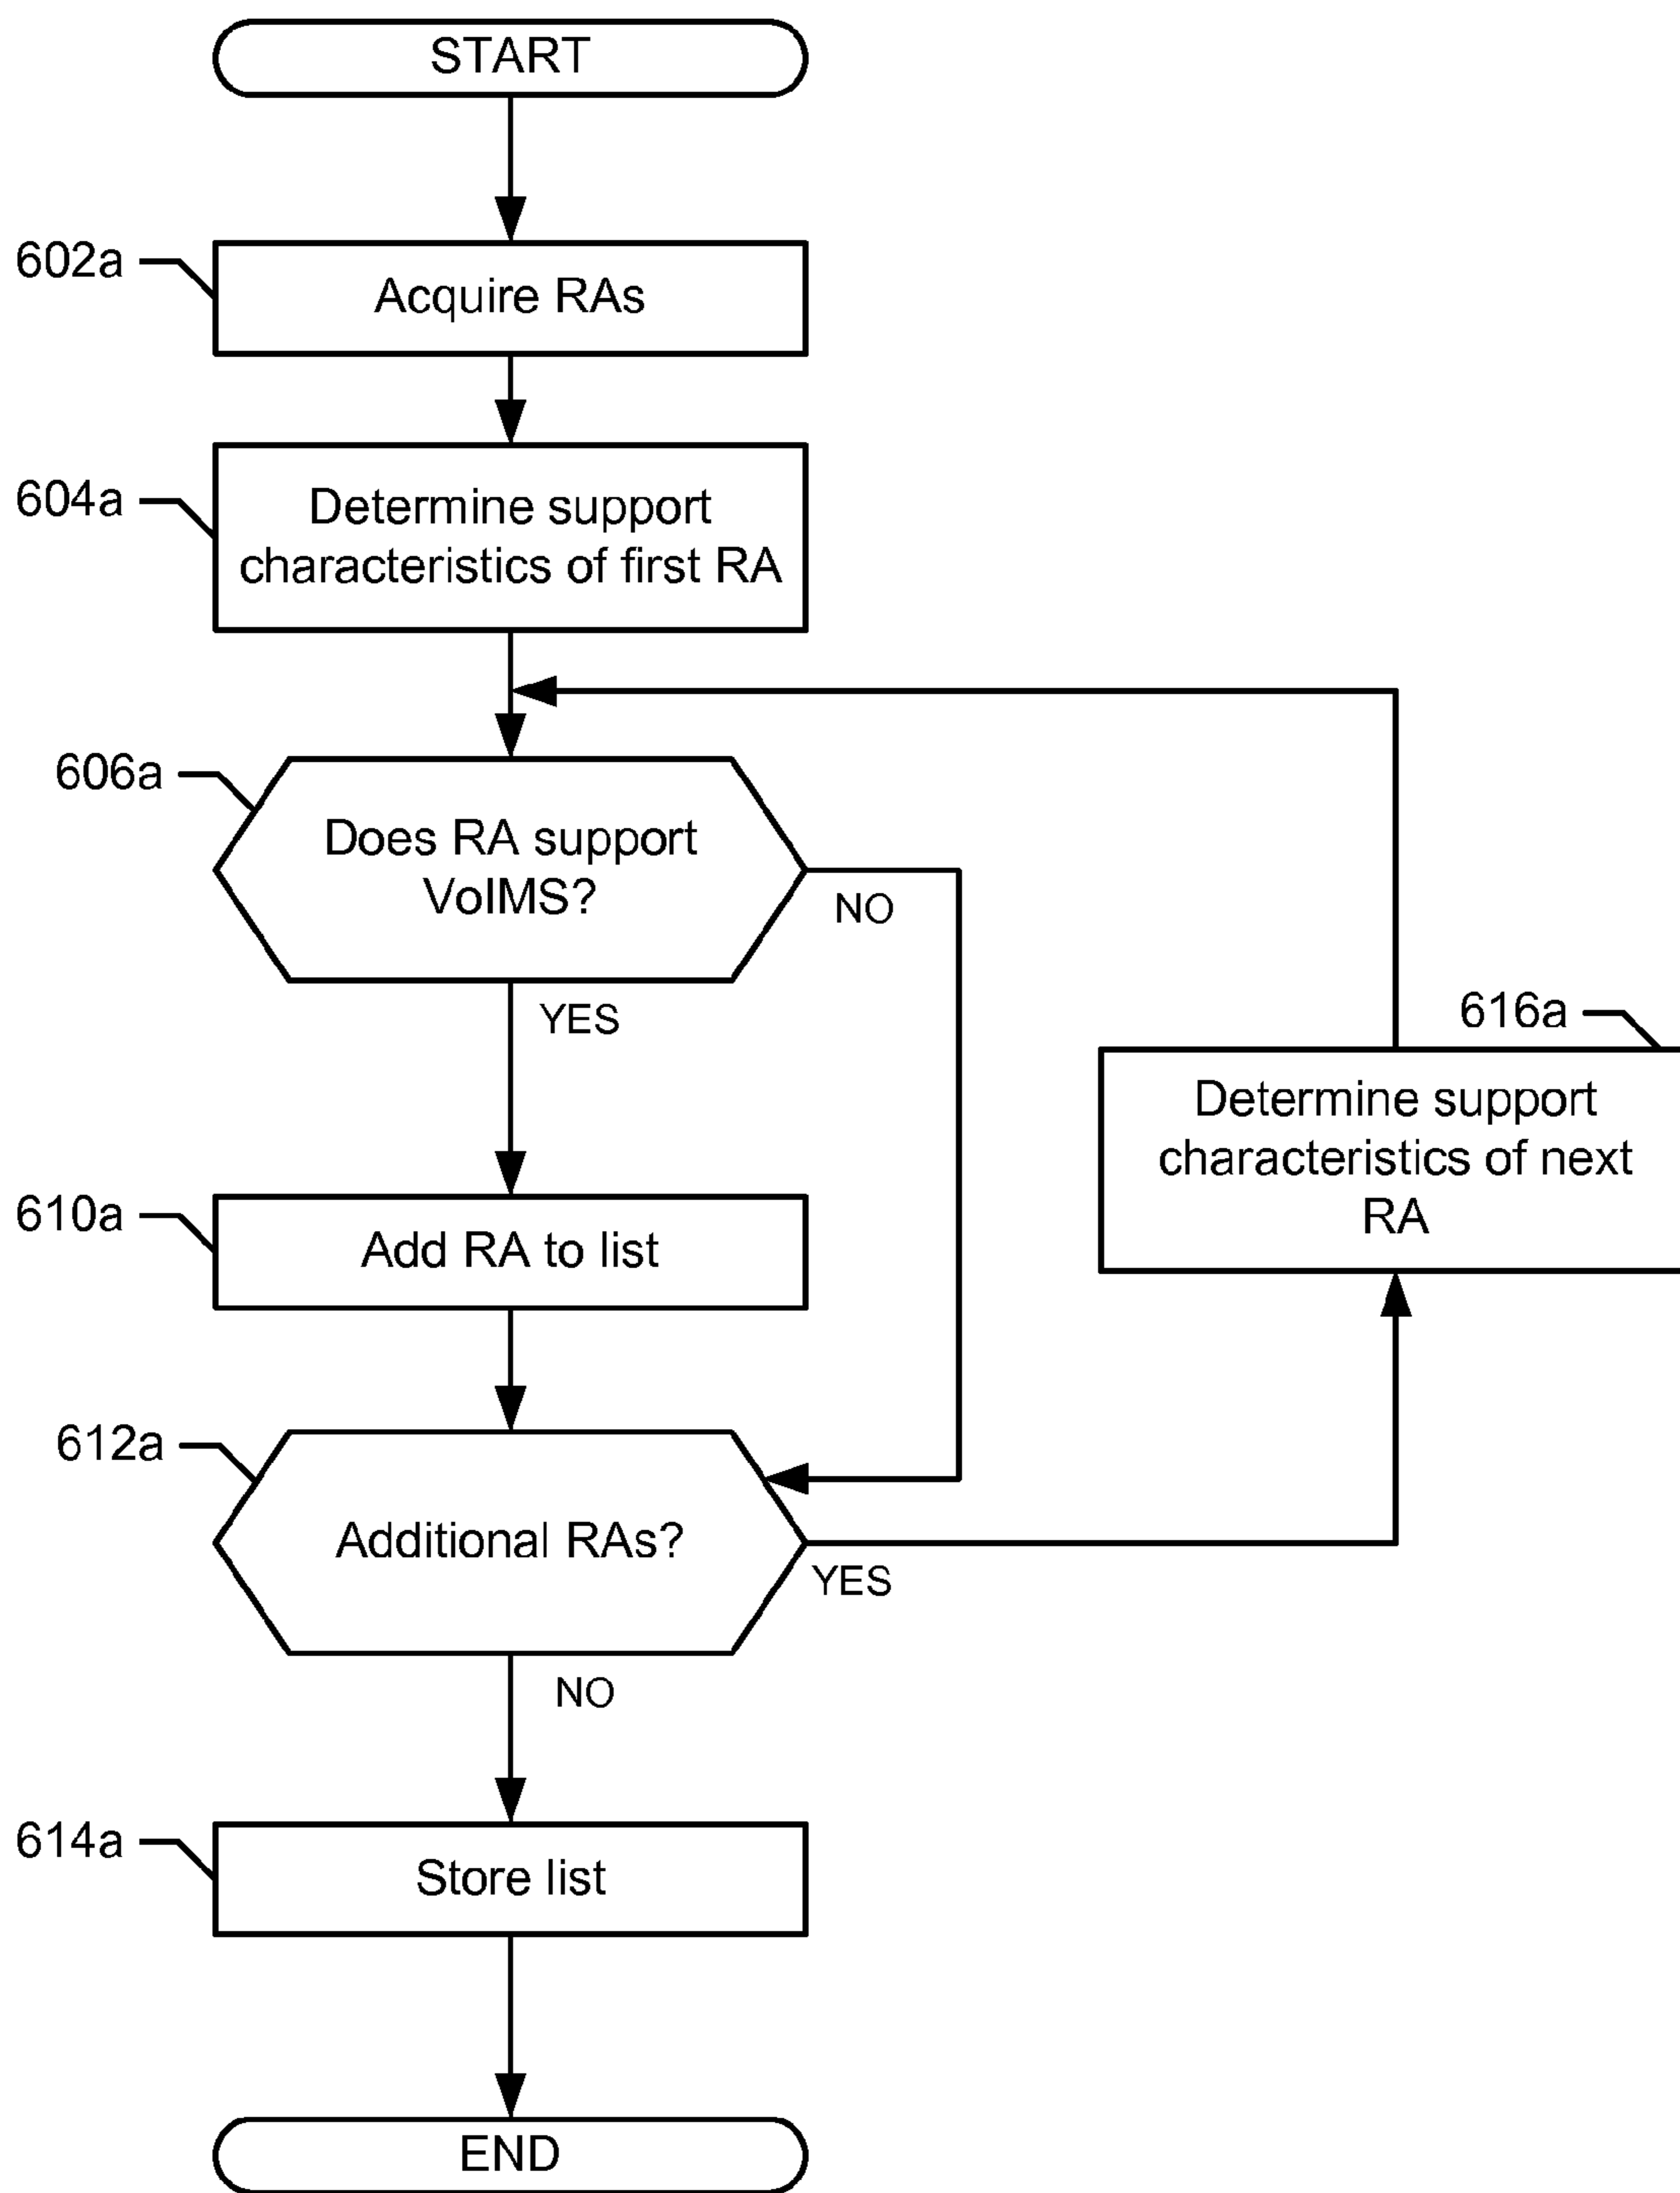 START
602a
Acquire RAs
604a
Determine support
characteristics of first RA
606a
Does RA support
VoIMS?
NO
YES
616a
Determine support
characteristics of next
RA
610a
Add RA to list
612a
Additional RAs?
YES
NO
614a
Store list
END